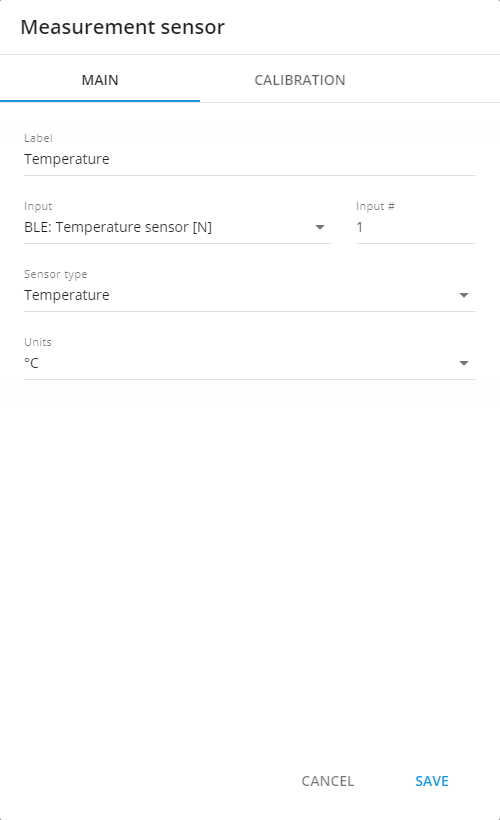 Measurement sensor
MAIN CALIBRATION
Label
Temperature
Input Input #
BLE: Temperature sensor [N] 1
Sensor type
Temperature
Units
°C
CANCEL SAVE